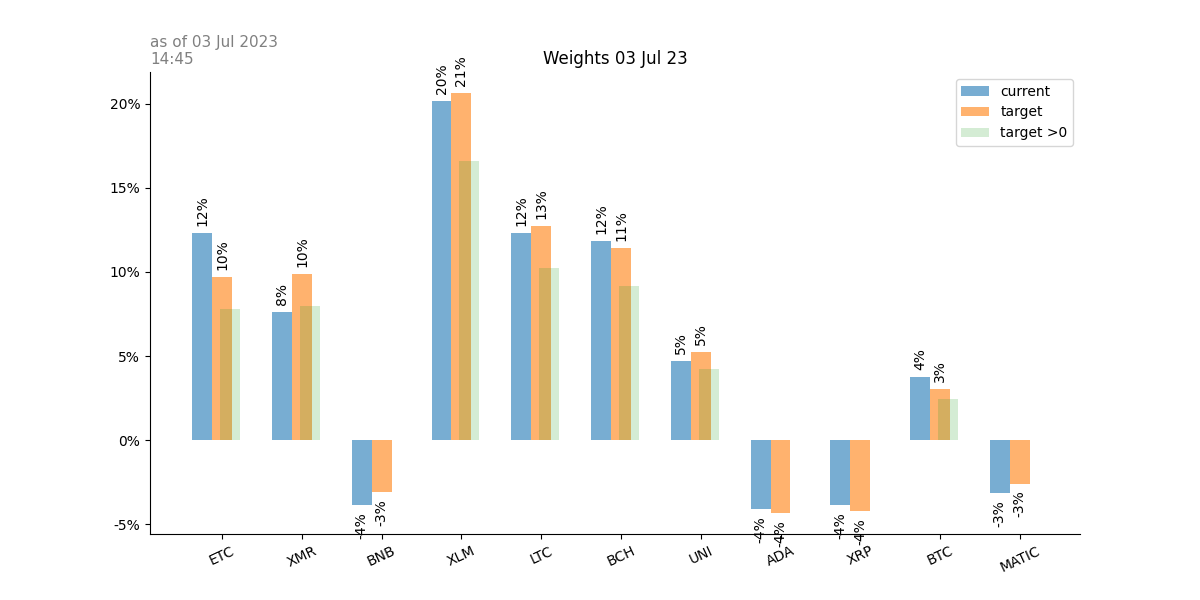 as of 03 Jul 2023
14:45
Weights 03 Jul 23
current
target
target >0
20%
15%
10%
5%
0%
-5%
12%
10%
8%
10%
-4%
-3%
20%
21%
12%
13%
12%
11%
5%
5%
-4%
-4%
-4%
-4%
4%
3%
-3%
-3%
ETC
XMR
BNB
XLM
LTC
BCH
UNI
ADA
XRP
BTC
MATIC